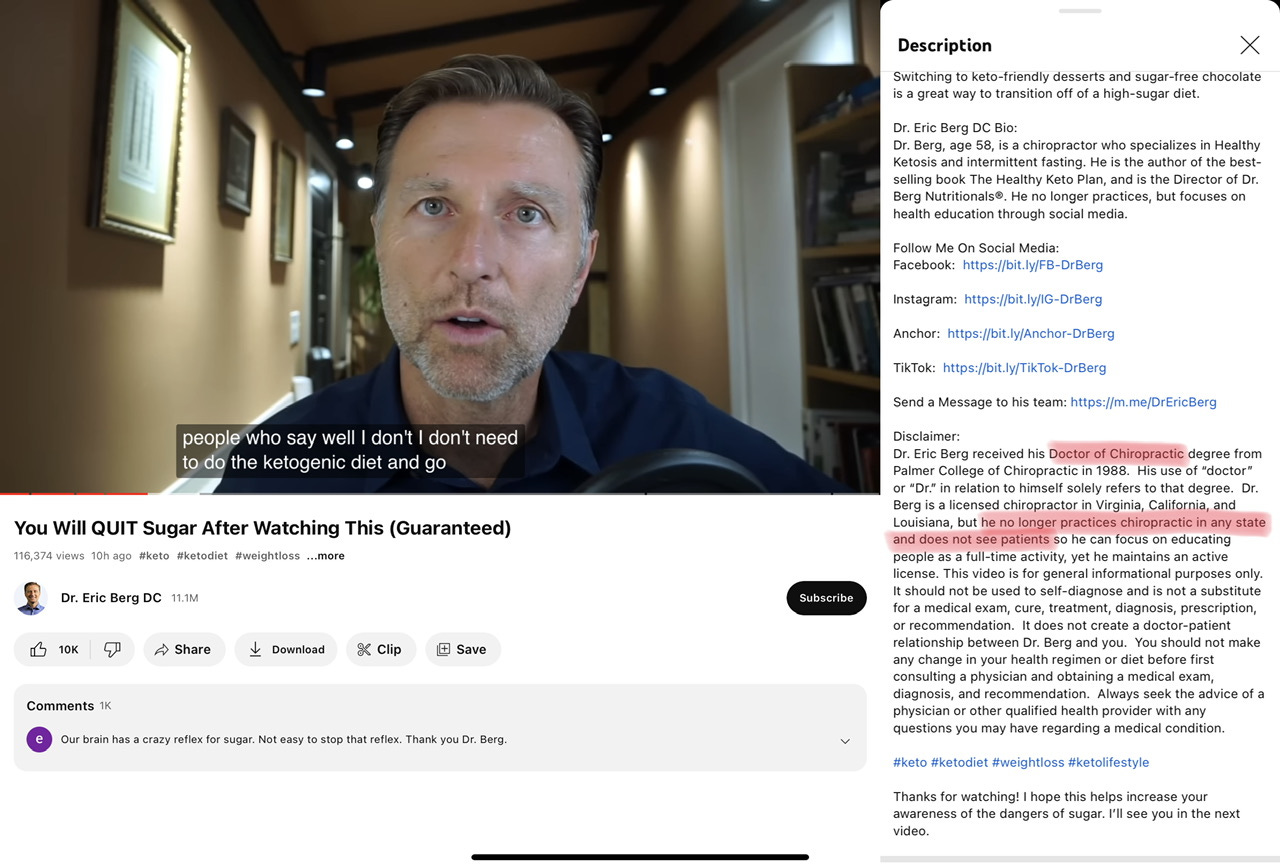 people who say well I don't I don't need
to do the ketogenic diet and go
You Will QUIT Sugar After Watching This (Guaranteed)
116,374 views 10h ago #keto #ketodiet #weightloss ...more
Dr. Eric Berg DC 11.1M
Subscribe
10K Share Download Clip Save
Comments 1K
e Our brain has a crazy reflex for sugar. Not easy to stop that reflex. Thank you Dr. Berg.
Description
Switching to keto-friendly desserts and sugar-free chocolate
is a great way to transition off of a high-sugar diet.
Dr. Eric Berg DC Bio:
Dr. Berg, age 58, is a chiropractor who specializes in Healthy
Ketosis and intermittent fasting. He is the author of the best-
selling book The Healthy Keto Plan, and is the Director of Dr.
Berg Nutritionals®. He no longer practices, but focuses on
health education through social media.
Follow Me On Social Media:
Facebook: https://bit.ly/FB-DrBerg
Instagram: https://bit.ly/IG-DrBerg
Anchor: https://bit.ly/Anchor-DrBerg
TikTok: https://bit.ly/TikTok-DrBerg
Send a Message to his team: https://m.me/DrEricBerg
Disclaimer:
Dr. Eric Berg received his Doctor of Chiropractic degree from
Palmer College of Chiropractic in 1988. His use of “doctor”
or “Dr.” in relation to himself solely refers to that degree. Dr.
Berg is a licensed chiropractor in Virginia, California, and
Louisiana, but he no longer practices chiropractic in any state
and does not see patients so he can focus on educating
people as a full-time activity, yet he maintains an active
license. This video is for general informational purposes only.
It should not be used to self-diagnose and is not a substitute
for a medical exam, cure, treatment, diagnosis, prescription,
or recommendation. It does not create a doctor-patient
relationship between Dr. Berg and you. You should not make
any change in your health regimen or diet before first
consulting a physician and obtaining a medical exam,
diagnosis, and recommendation. Always seek the advice of a
physician or other qualified health provider with any
questions you may have regarding a medical condition.
#keto #ketodiet #weightloss #ketolifestyle
Thanks for watching! I hope this helps increase your
awareness of the dangers of sugar. I’ll see you in the next
video.